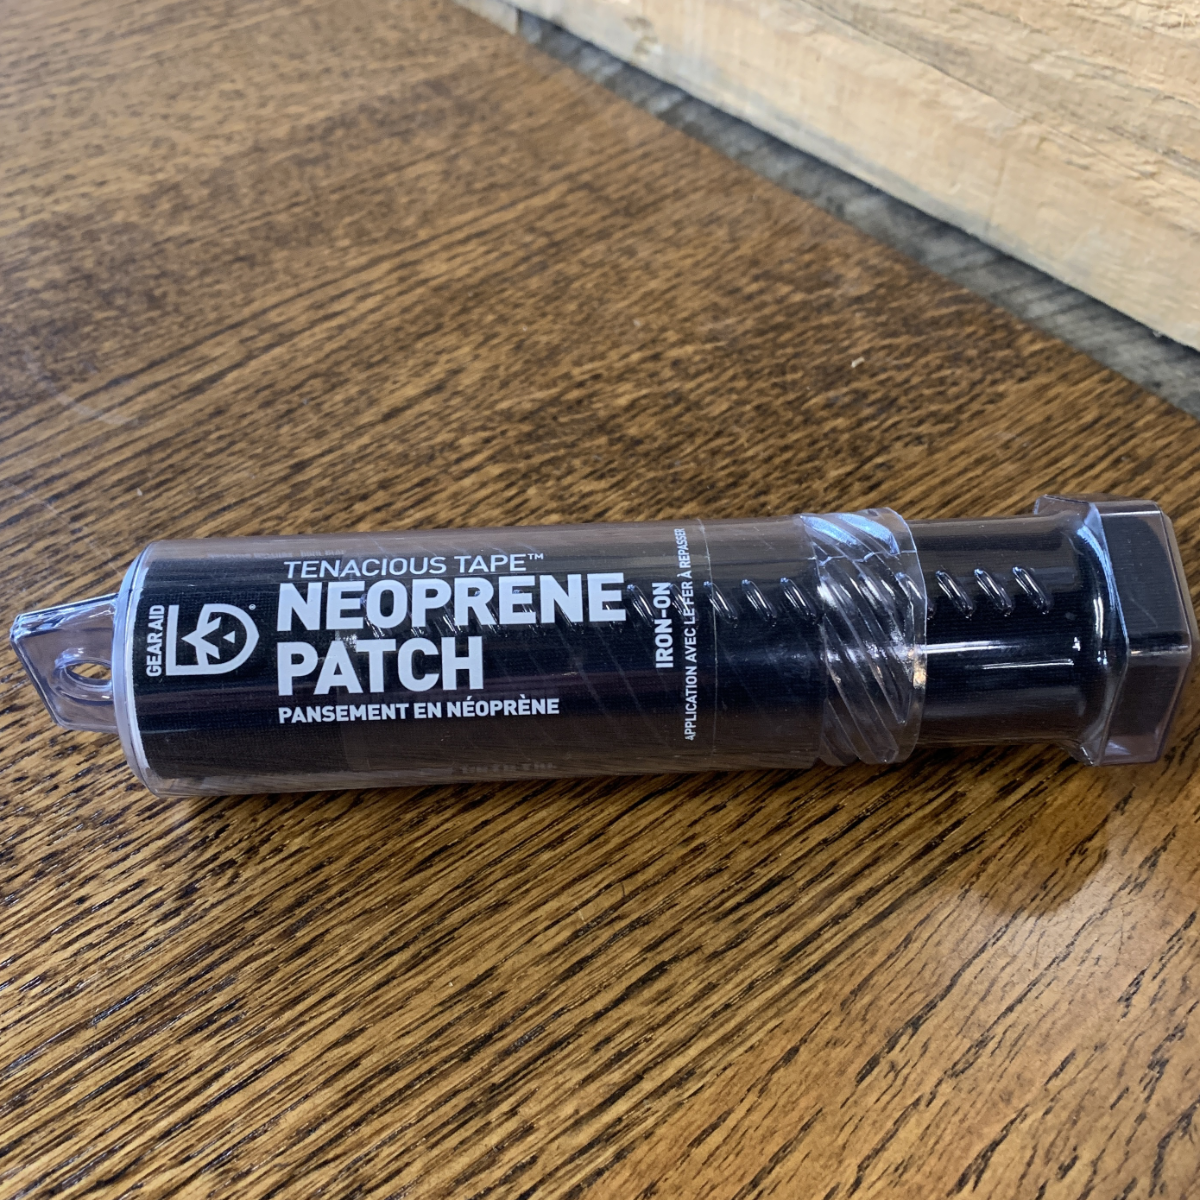 GEAR AID
®
TENACIOUS TAPE™
NEOPRENE
PATCH
PANSEMENT EN NÉOPRÈNE
IRON-ON
APPLICATION AVEC LE FER À REPASSER